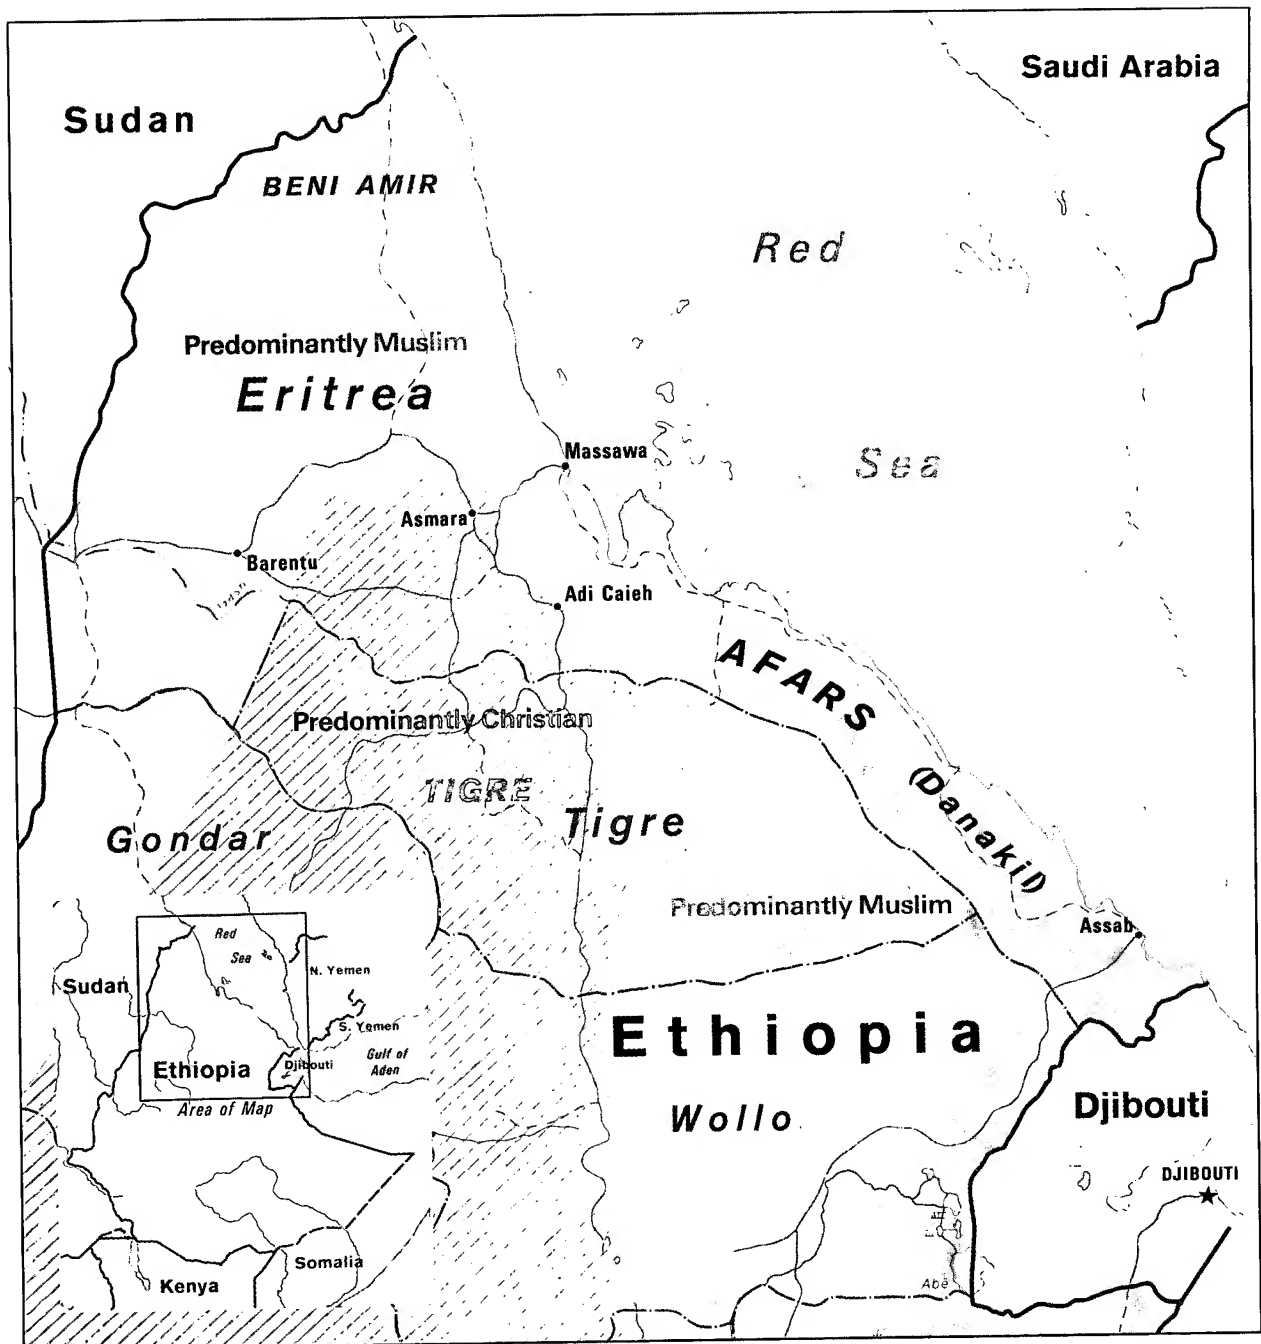 Saudi Arabia
Sudan
BENI AMIR
Red
Predominantly Muslim
Eritrea
Massawa
Sea
Asmara
Barentu
Adi Caieh
AFARS
Predominantly Christian
TIGRE
(Danakil)
Tigre
Gondar
Predominantly Muslim
Assab
Red
Sea
N. Yemen
Sudan
S. Yemen
Ethiopia
Djibouti
Gulf of
Aden
Area of Map
Ethiopia
Djibouti
Wollo
DJIBOUTI
Somalia
Kenya
Abe